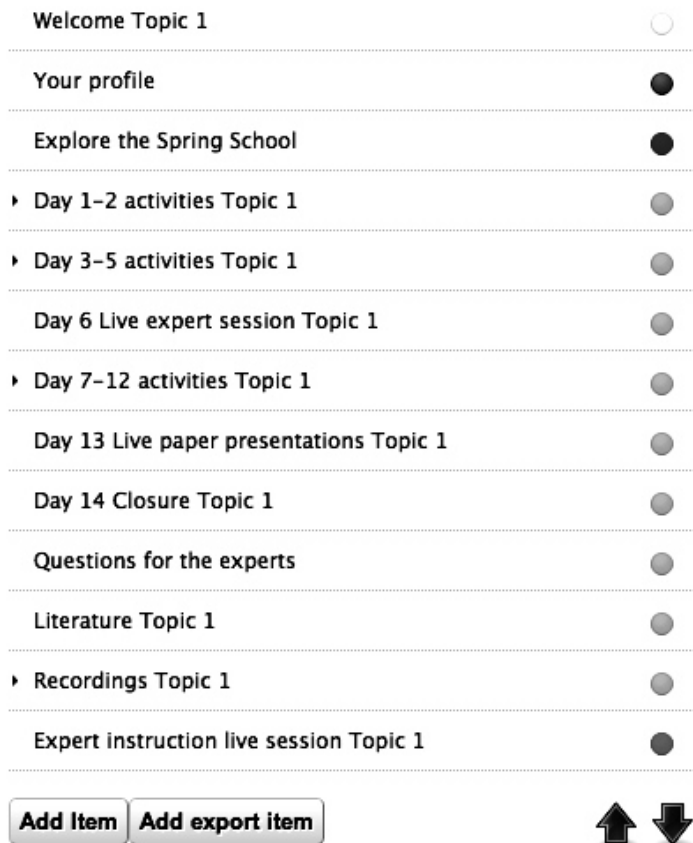 Welcome Topic 1
Your profile
Explore the Spring School
Day 1–2 activities Topic 1
Day 3–5 activities Topic 1
Day 6 Live expert session Topic 1
Day 7–12 activities Topic 1
Day 13 Live paper presentations Topic 1
Day 14 Closure Topic 1
Questions for the experts
Literature Topic 1
Recordings Topic 1
Expert instruction live session Topic 1
Add Item Add export item